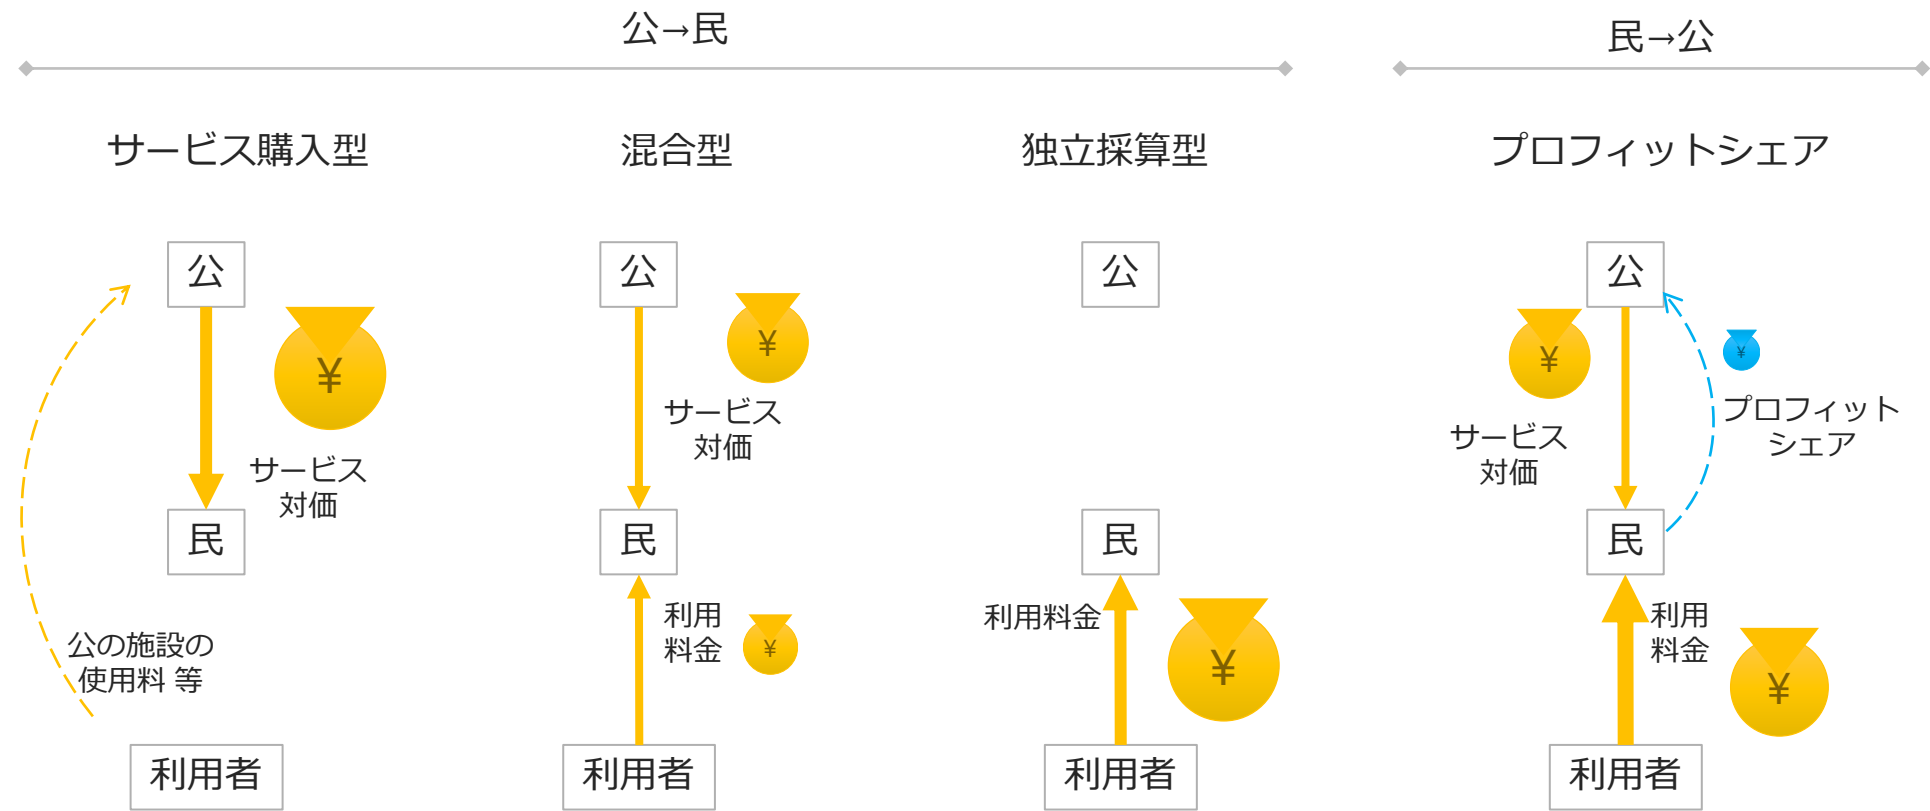 公→民
民→公
サービス購入型
混合型
独立採算型
プロフィットシェア
公
¥
サービス
対価
民
公の施設の
使用料 等
利用者
公
¥
サービス
対価
民
利用
料金
¥
利用者
公
民
利用料金
¥
利用者
公
¥
サービス
対価
¥
プロフィット
シェア
民
利用
料金
¥
利用者